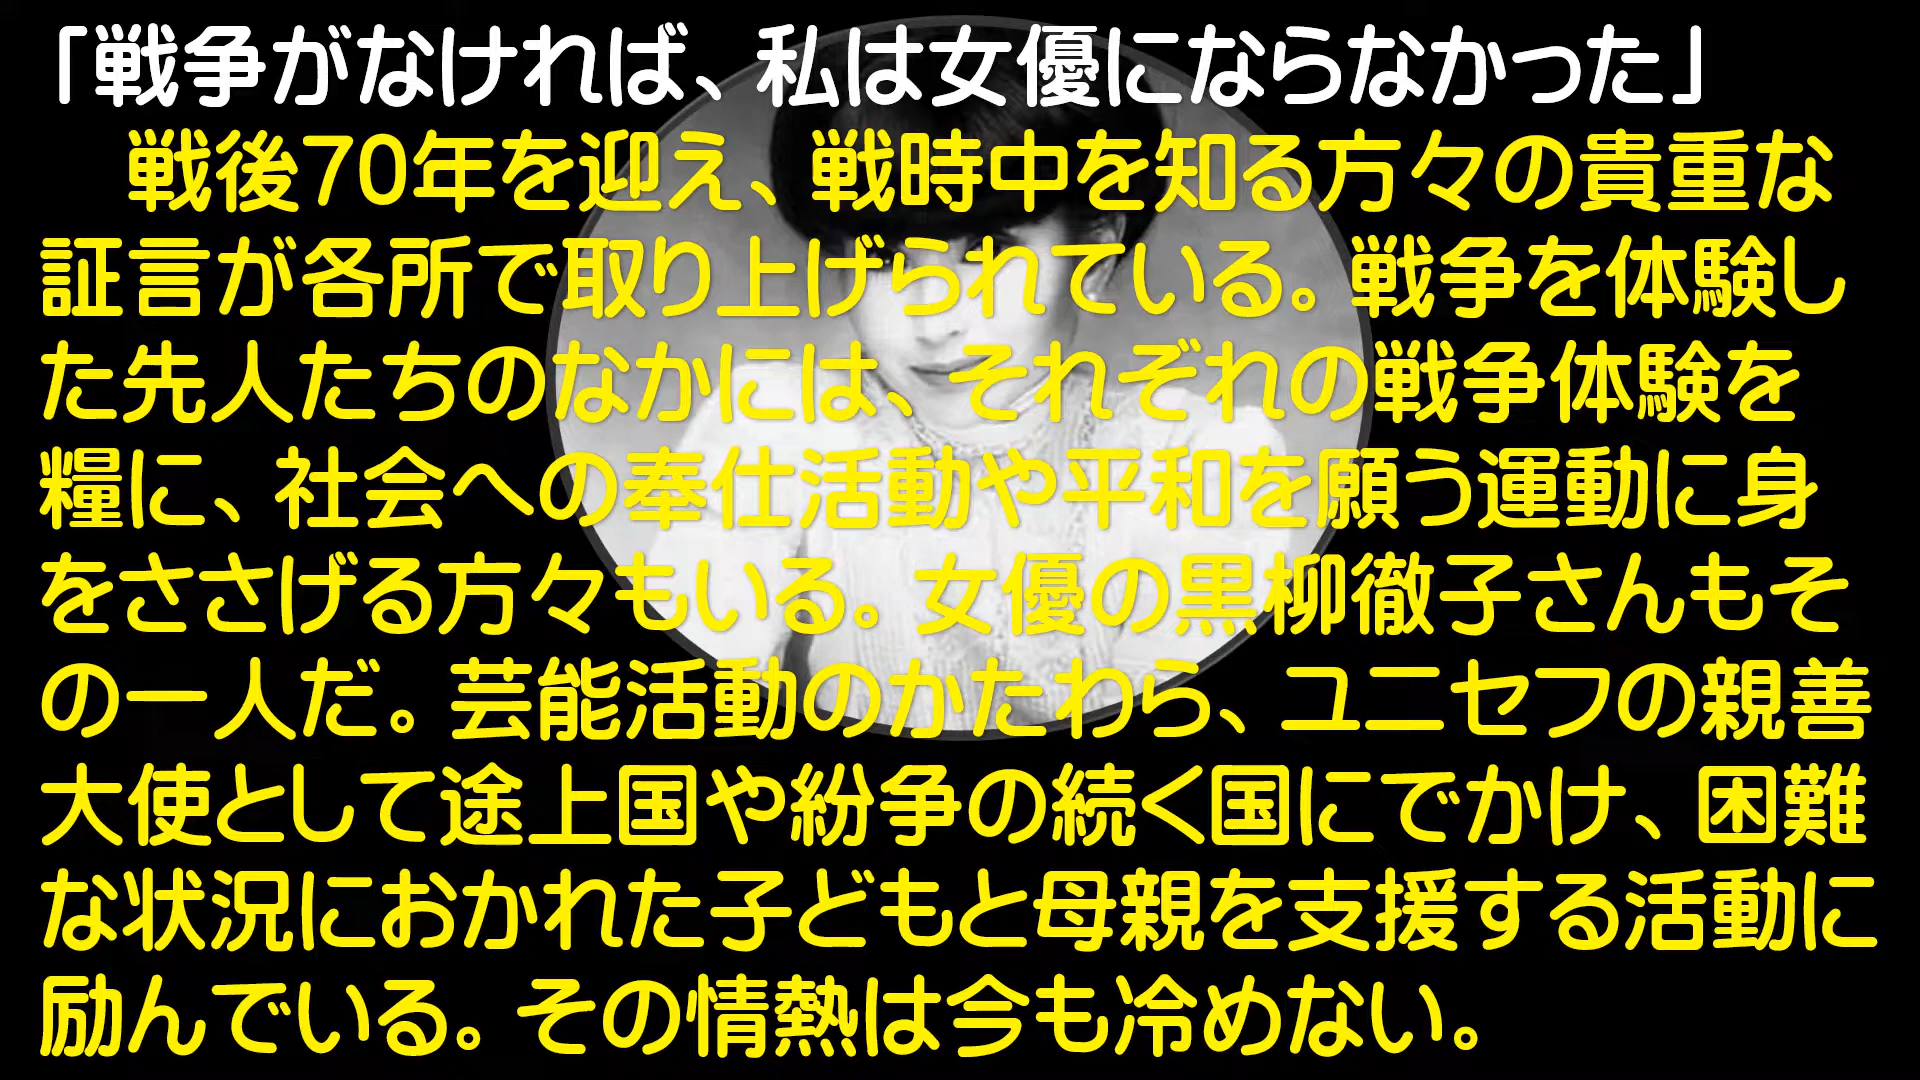 「戦争がなければ、私は女優にならなかった」
戦後70年を迎え、戦時中を知る方々の貴重な
証言が各所で取り上げられている。戦争を体験し
た先人たちのなかには、それぞれの戦争体験を
糧に、社会への奉仕活動や平和を願う運動に身
をささげる方々もいる。女優の黒柳徹子さんもそ
の一人だ。芸能活動のかたわら、ユニセフの親善
大使として途上国や紛争の続く国にでかけ、困難
な状況におかれた子どもと母親を支援する活動に
励んでいる。その情熱は今も冷めない。